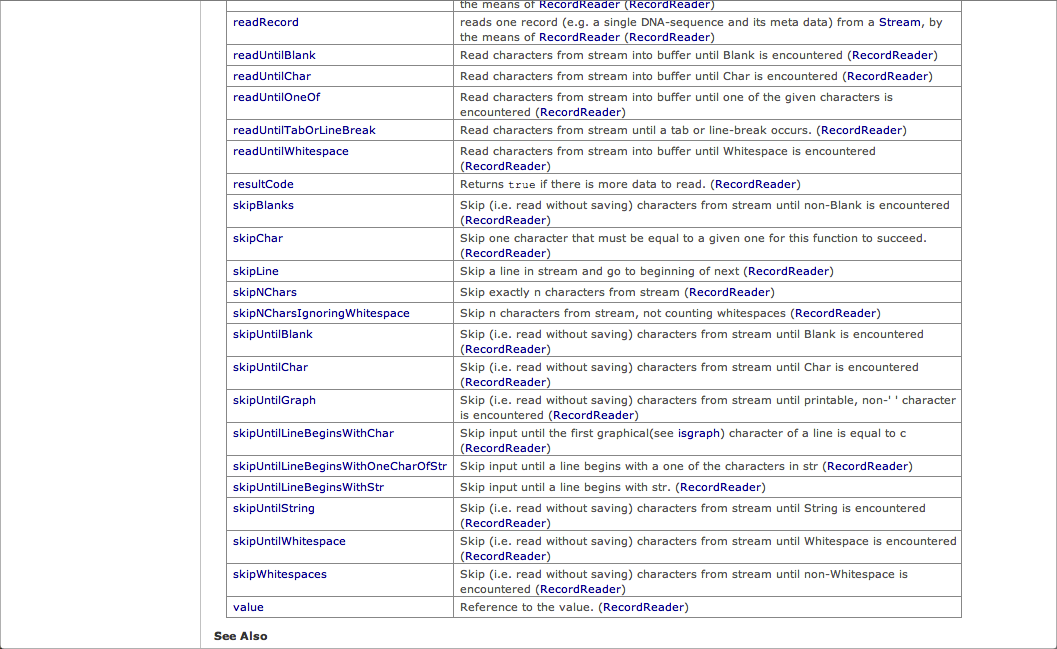 the means of RecordReader (RecordReader)
readRecord
reads one record (e.g. a single DNA-sequence and its meta data) from a Stream, by
the means of RecordReader (RecordReader)
readUntilBlank
Read characters from stream into buffer until Blank is encountered (RecordReader)
readUntilChar
Read characters from stream into buffer until Char is encountered (RecordReader)
readUntilOneOf
Read characters from stream into buffer until one of the given characters is
encountered (RecordReader)
readUntilTabOrLineBreak
Read characters from stream until a tab or line-break occurs. (RecordReader)
readUntilWhitespace
Read characters from stream into buffer until Whitespace is encountered
(RecordReader)
resultCode
Returns true if there is more data to read. (RecordReader)
skipBlanks
Skip (i.e. read without saving) characters from stream until non-Blank is encountered
(RecordReader)
skipChar
Skip one character that must be equal to a given one for this function to succeed.
(RecordReader)
skipLine
Skip a line in stream and go to beginning of next (RecordReader)
skipNChars
Skip exactly n characters from stream (RecordReader)
skipNCharsIgnoringWhitespace
Skip n characters from stream, not counting whitespaces (RecordReader)
skipUntilBlank
Skip (i.e. read without saving) characters from stream until Blank is encountered
(RecordReader)
skipUntilChar
Skip (i.e. read without saving) characters from stream until Char is encountered
(RecordReader)
skipUntilGraph
Skip (i.e. read without saving) characters from stream until printable, non-' ' character
is encountered (RecordReader)
skipUntilLineBeginsWithChar
Skip input until the first graphical(see isgraph) character of a line is equal to c
(RecordReader)
skipUntilLineBeginsWithOneCharOfStr
Skip input until a line begins with a one of the characters in str (RecordReader)
skipUntilLineBeginsWithStr
Skip input until a line begins with str. (RecordReader)
skipUntilString
Skip (i.e. read without saving) characters from stream until String is encountered
(RecordReader)
skipUntilWhitespace
Skip (i.e. read without saving) characters from stream until Whitespace is encountered
(RecordReader)
skipWhitespaces
Skip (i.e. read without saving) characters from stream until non-Whitespace is
encountered (RecordReader)
value
Reference to the value. (RecordReader)
See Also